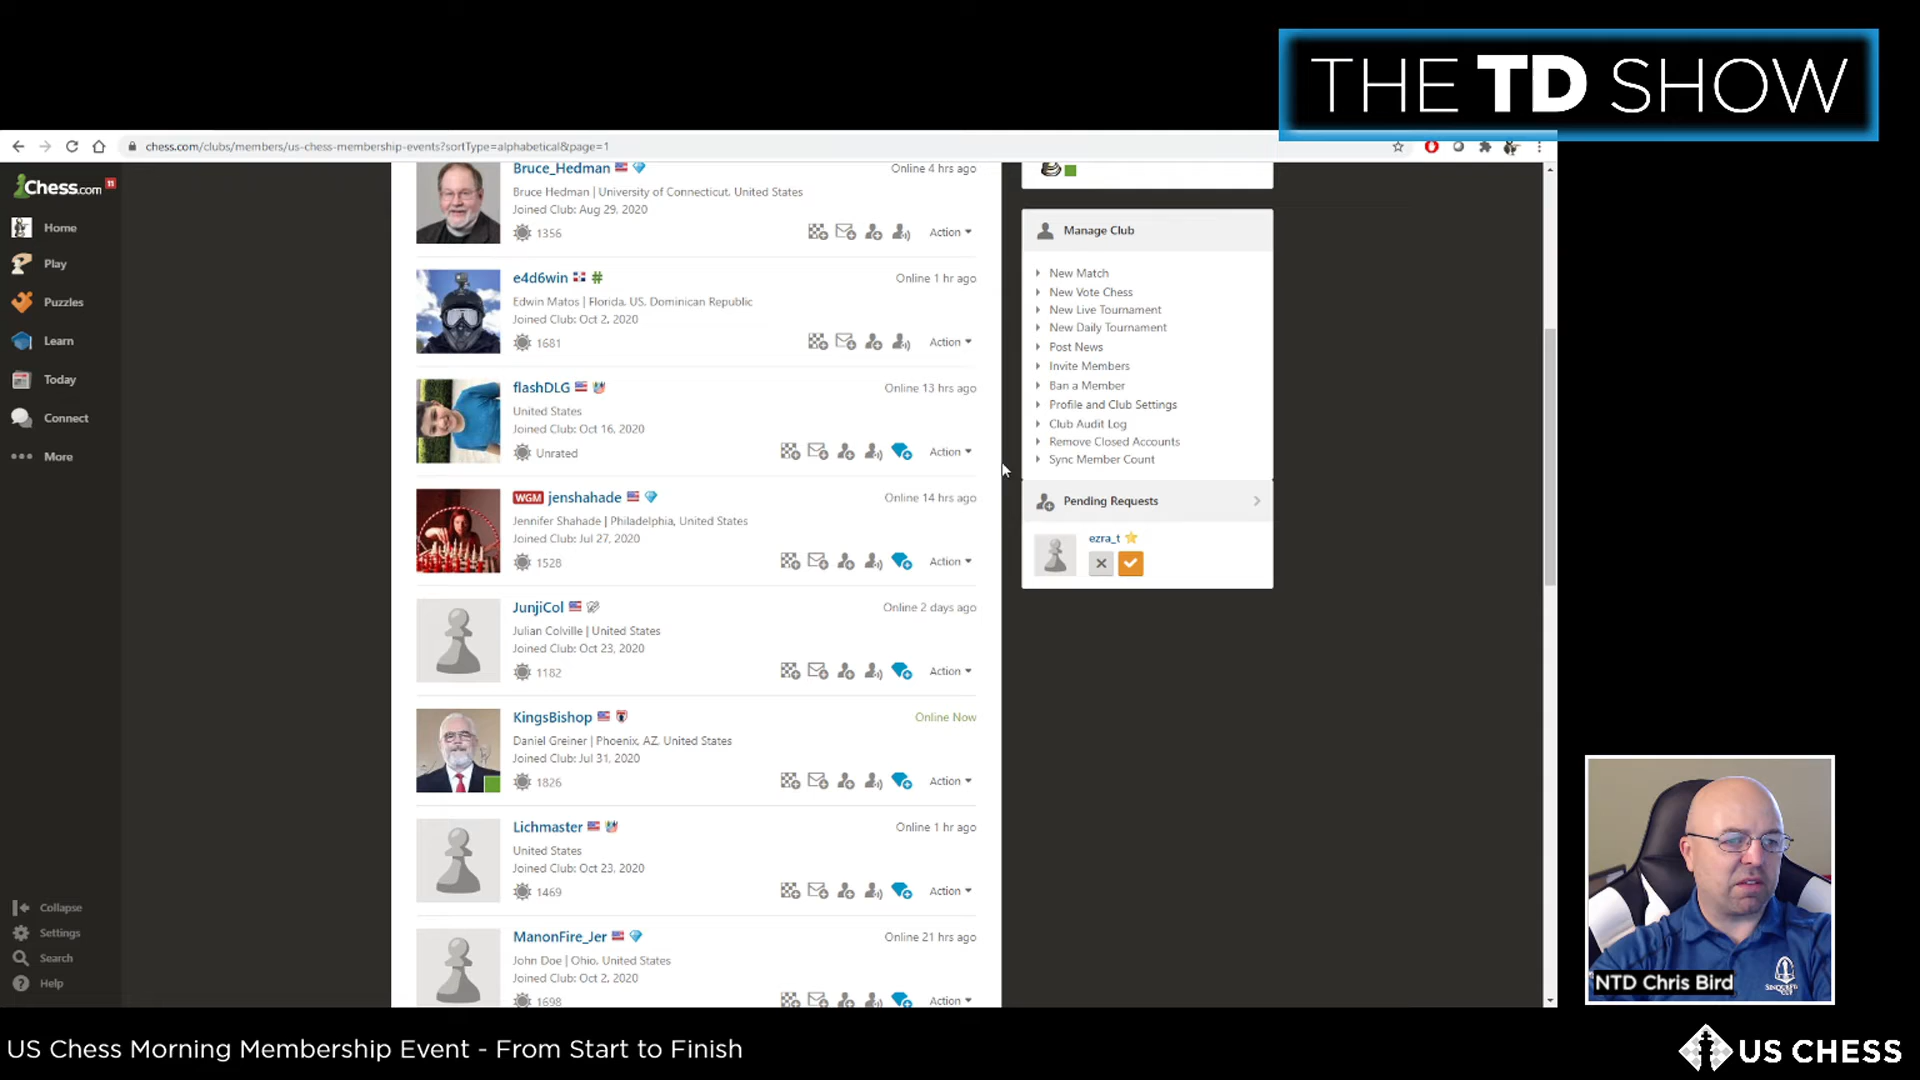 THE TD SHOW
chess.com/clubs/members/us-chess-membership-events?sortType=alphabetical&page=1
Chess.com 11
Home
Play
Puzzles
Learn
Today
Connect
More
Collapse
Settings
Search
Help
Bruce_Hedman Online 4 hrs ago
Bruce Hedman | University of Connecticut, United States
Joined Club: Aug 29, 2020
1356 Action
e4d6win # Online 1 hr ago
Edwin Matos | Florida, US, Dominican Republic
Joined Club: Oct 2, 2020
1681 Action
flashDLG Online 13 hrs ago
United States
Joined Club: Oct 16, 2020
Unrated Action
WGM jenshahade Online 14 hrs ago
Jennifer Shahade | Philadelphia, United States
Joined Club: Jul 27, 2020
1528 Action
JunjiCol Online 2 days ago
Julian Colville | United States
Joined Club: Oct 23, 2020
1182 Action
KingsBishop Online Now
Daniel Greiner | Phoenix, AZ, United States
Joined Club: Jul 31, 2020
1826 Action
Lichmaster Online 1 hr ago
United States
Joined Club: Oct 23, 2020
1469 Action
ManonFire_Jer Online 21 hrs ago
John Doe | Ohio, United States
Joined Club: Oct 2, 2020
1698 Action
Manage Club
New Match
New Vote Chess
New Live Tournament
New Daily Tournament
Post News
Invite Members
Ban a Member
Profile and Club Settings
Club Audit Log
Remove Closed Accounts
Sync Member Count
Pending Requests
ezra_t
NTD Chris Bird
US Chess Morning Membership Event - From Start to Finish
US CHESS